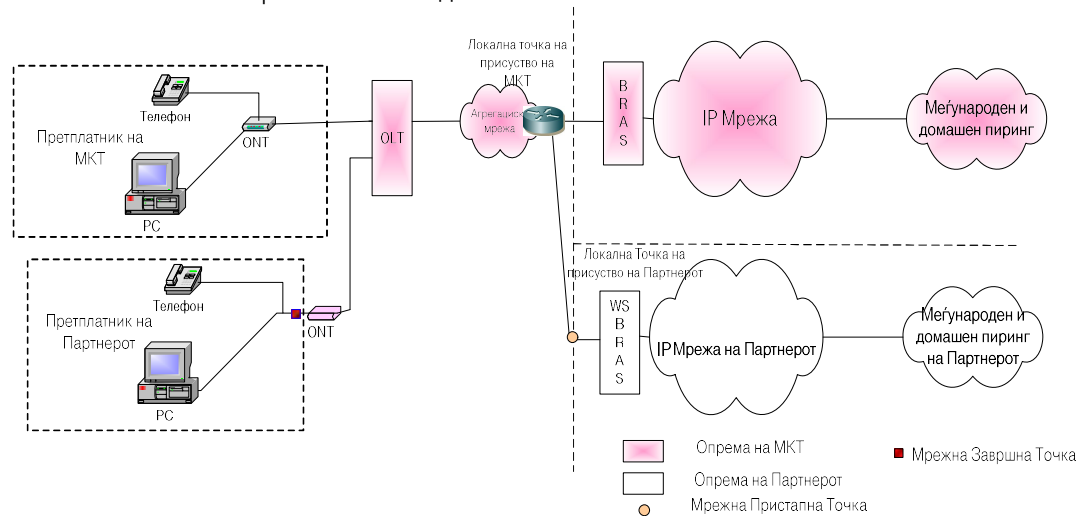 Локална точка на
присуство на
МКТ
Телефон
Претплатник на
МКТ
ONT
PC
OLT
Агрегациск
мрежа
B
R
A
S
IP Мрежа
Меѓународен и
домашен пиринг
Локална Точка на
присуство на Партнерот
Телефон
Претплатник на
Партнерот
ONT
PC
WS
B
R
A
S
IP Мрежа на Партнерот
Меѓународен и
домашен пиринг
на Партнерот
Опрема на МКТ
Мрежна Завршна Точка
Опрема на Партнерот
Мрежна Пристапна Точка